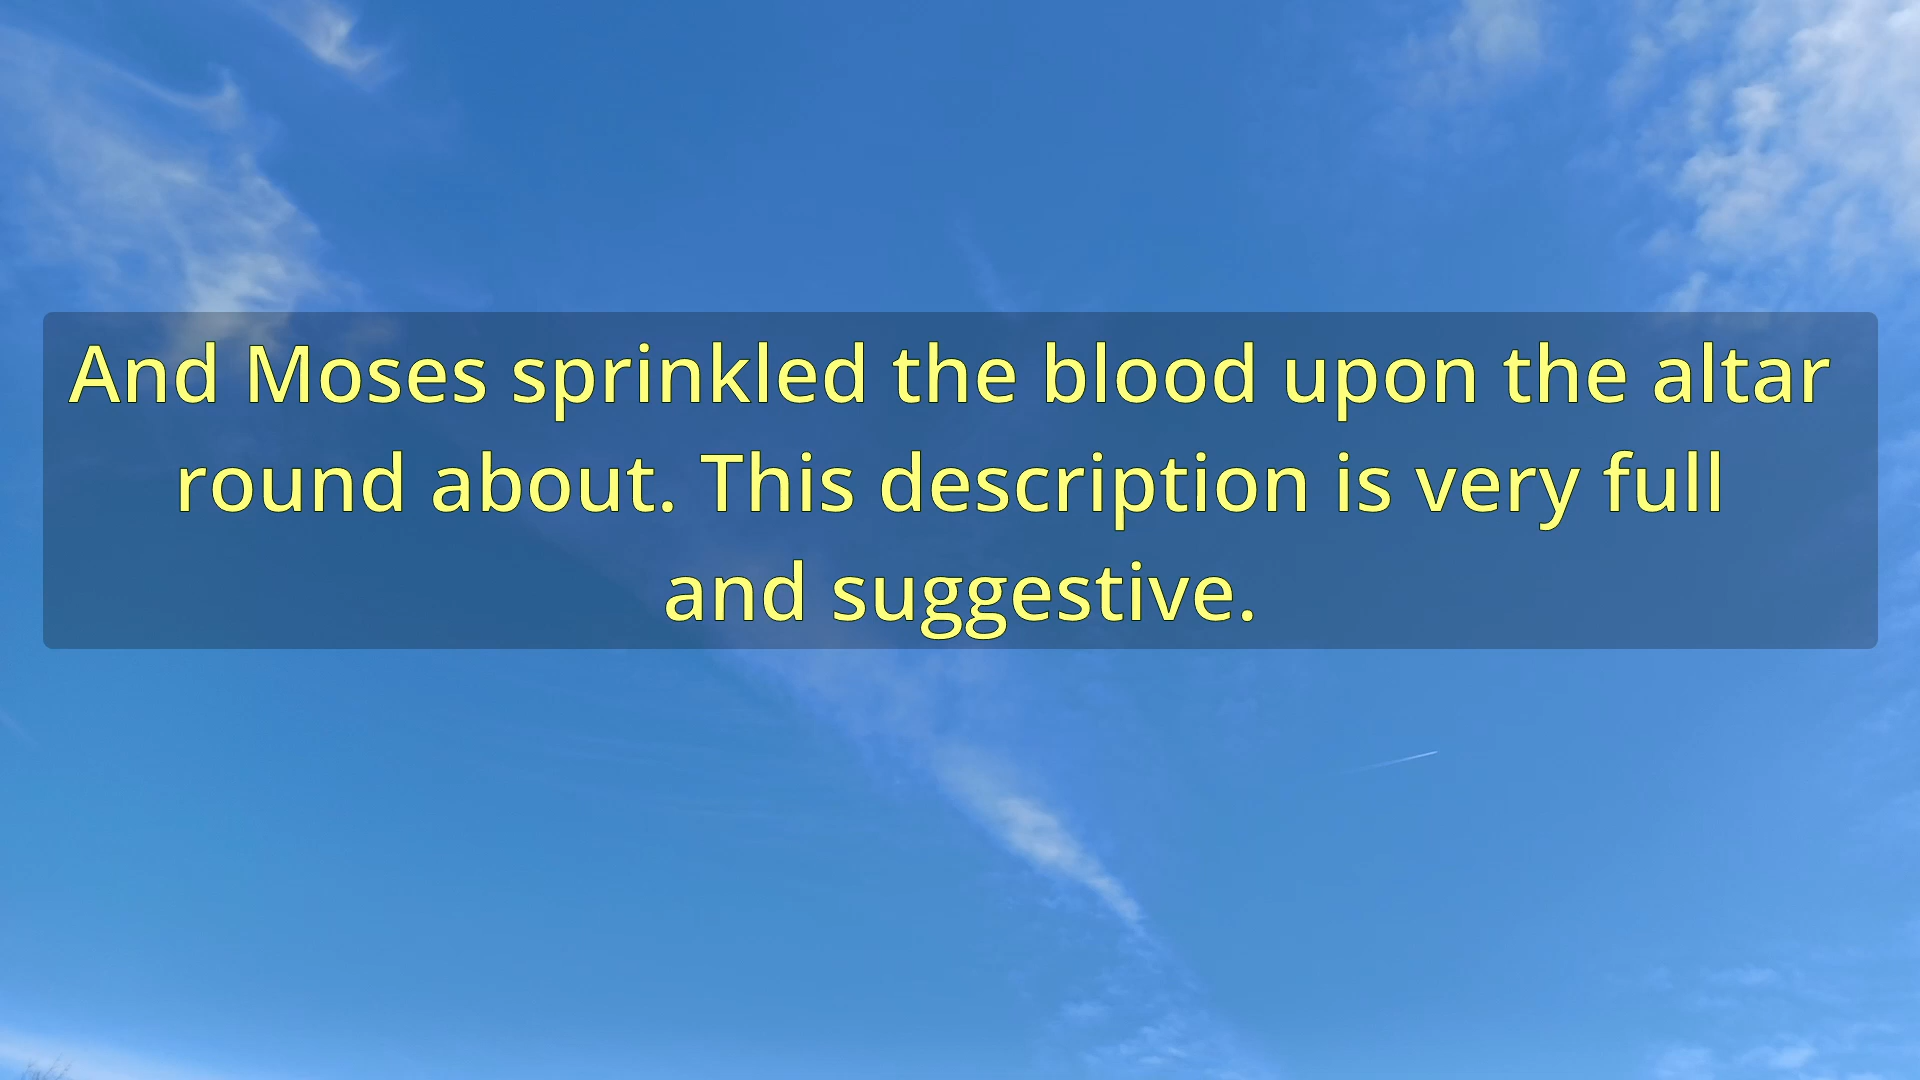 And Moses sprinkled the blood upon the altar
round about. This description is very full
and suggestive.